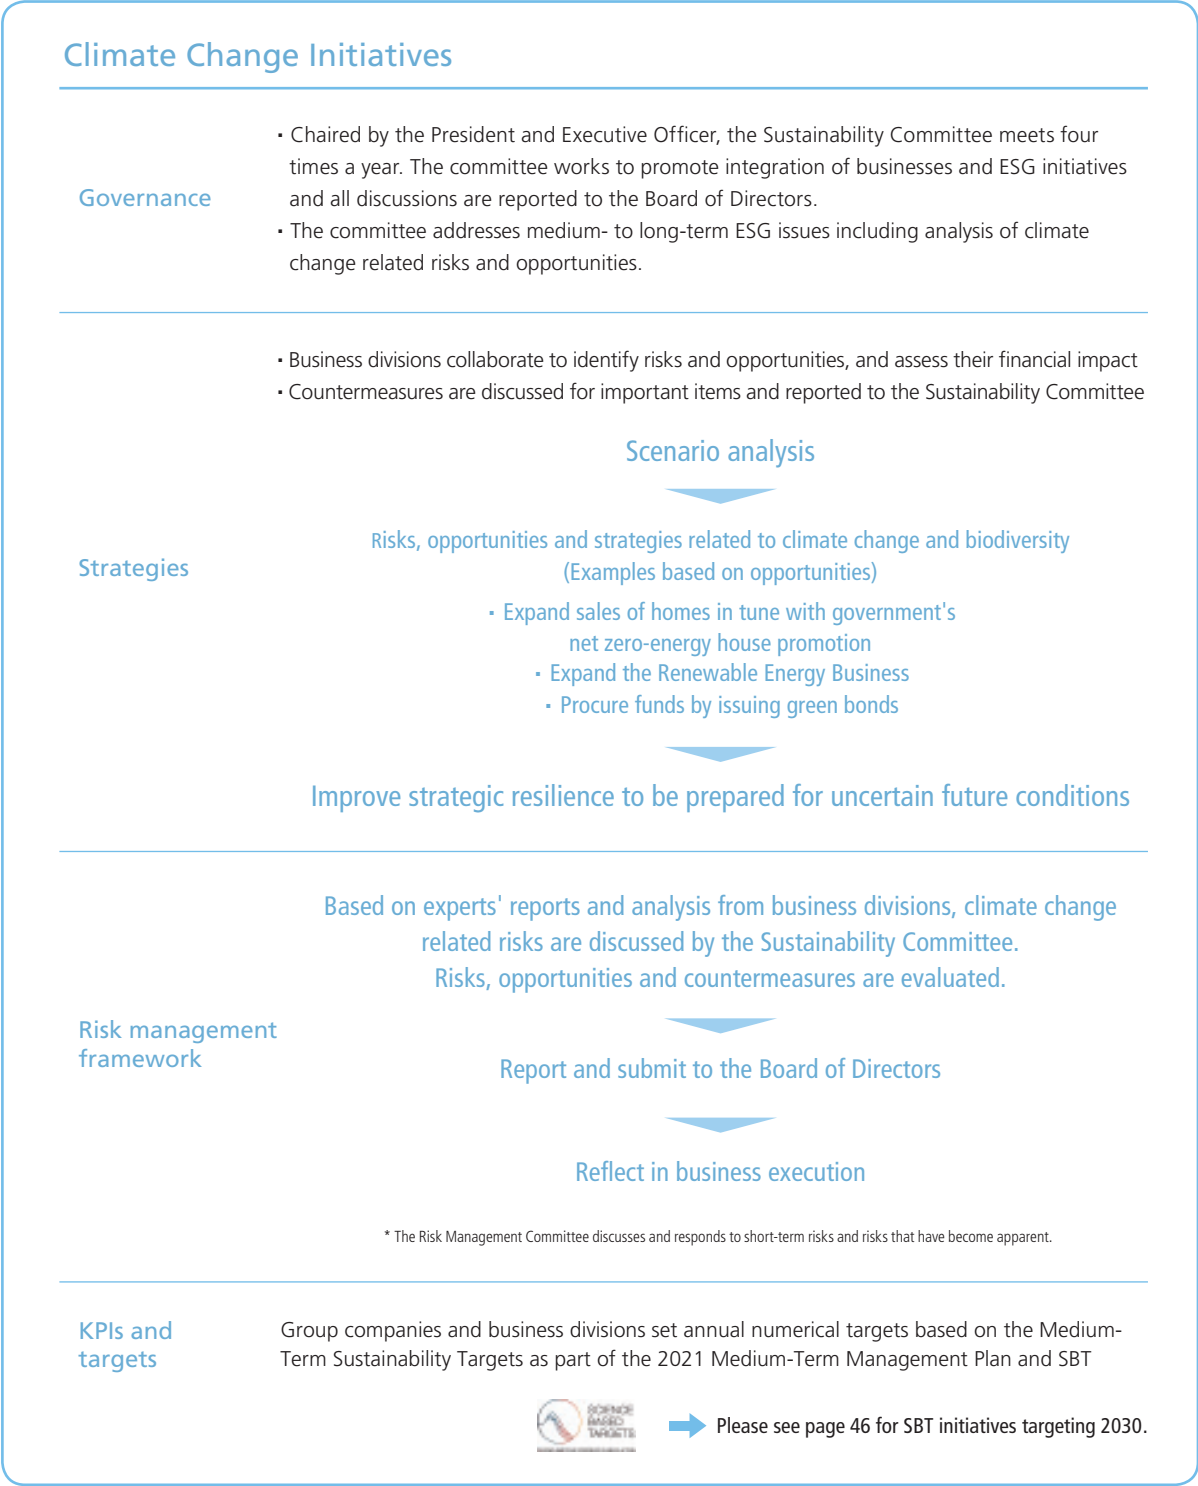 Climate Change Initiatives
Governance
・Chaired by the President and Executive Officer, the Sustainability Committee meets four
times a year. The committee works to promote integration of businesses and ESG initiatives
and all discussions are reported to the Board of Directors.
・The committee addresses medium- to long-term ESG issues including analysis of climate
change related risks and opportunities.
Strategies
・Business divisions collaborate to identify risks and opportunities, and assess their financial impact
・Countermeasures are discussed for important items and reported to the Sustainability Committee
Scenario analysis
Risks, opportunities and strategies related to climate change and biodiversity
(Examples based on opportunities)
・Expand sales of homes in tune with government's
net zero-energy house promotion
・Expand the Renewable Energy Business
・Procure funds by issuing green bonds
Improve strategic resilience to be prepared for uncertain future conditions
Risk management
framework
Based on experts' reports and analysis from business divisions, climate change
related risks are discussed by the Sustainability Committee.
Risks, opportunities and countermeasures are evaluated.
Report and submit to the Board of Directors
Reflect in business execution
* The Risk Management Committee discusses and responds to short-term risks and risks that have become apparent.
KPIs and
targets
Group companies and business divisions set annual numerical targets based on the Medium-
Term Sustainability Targets as part of the 2021 Medium-Term Management Plan and SBT
SCIENCE
BASED
TARGETS
Please see page 46 for SBT initiatives targeting 2030.